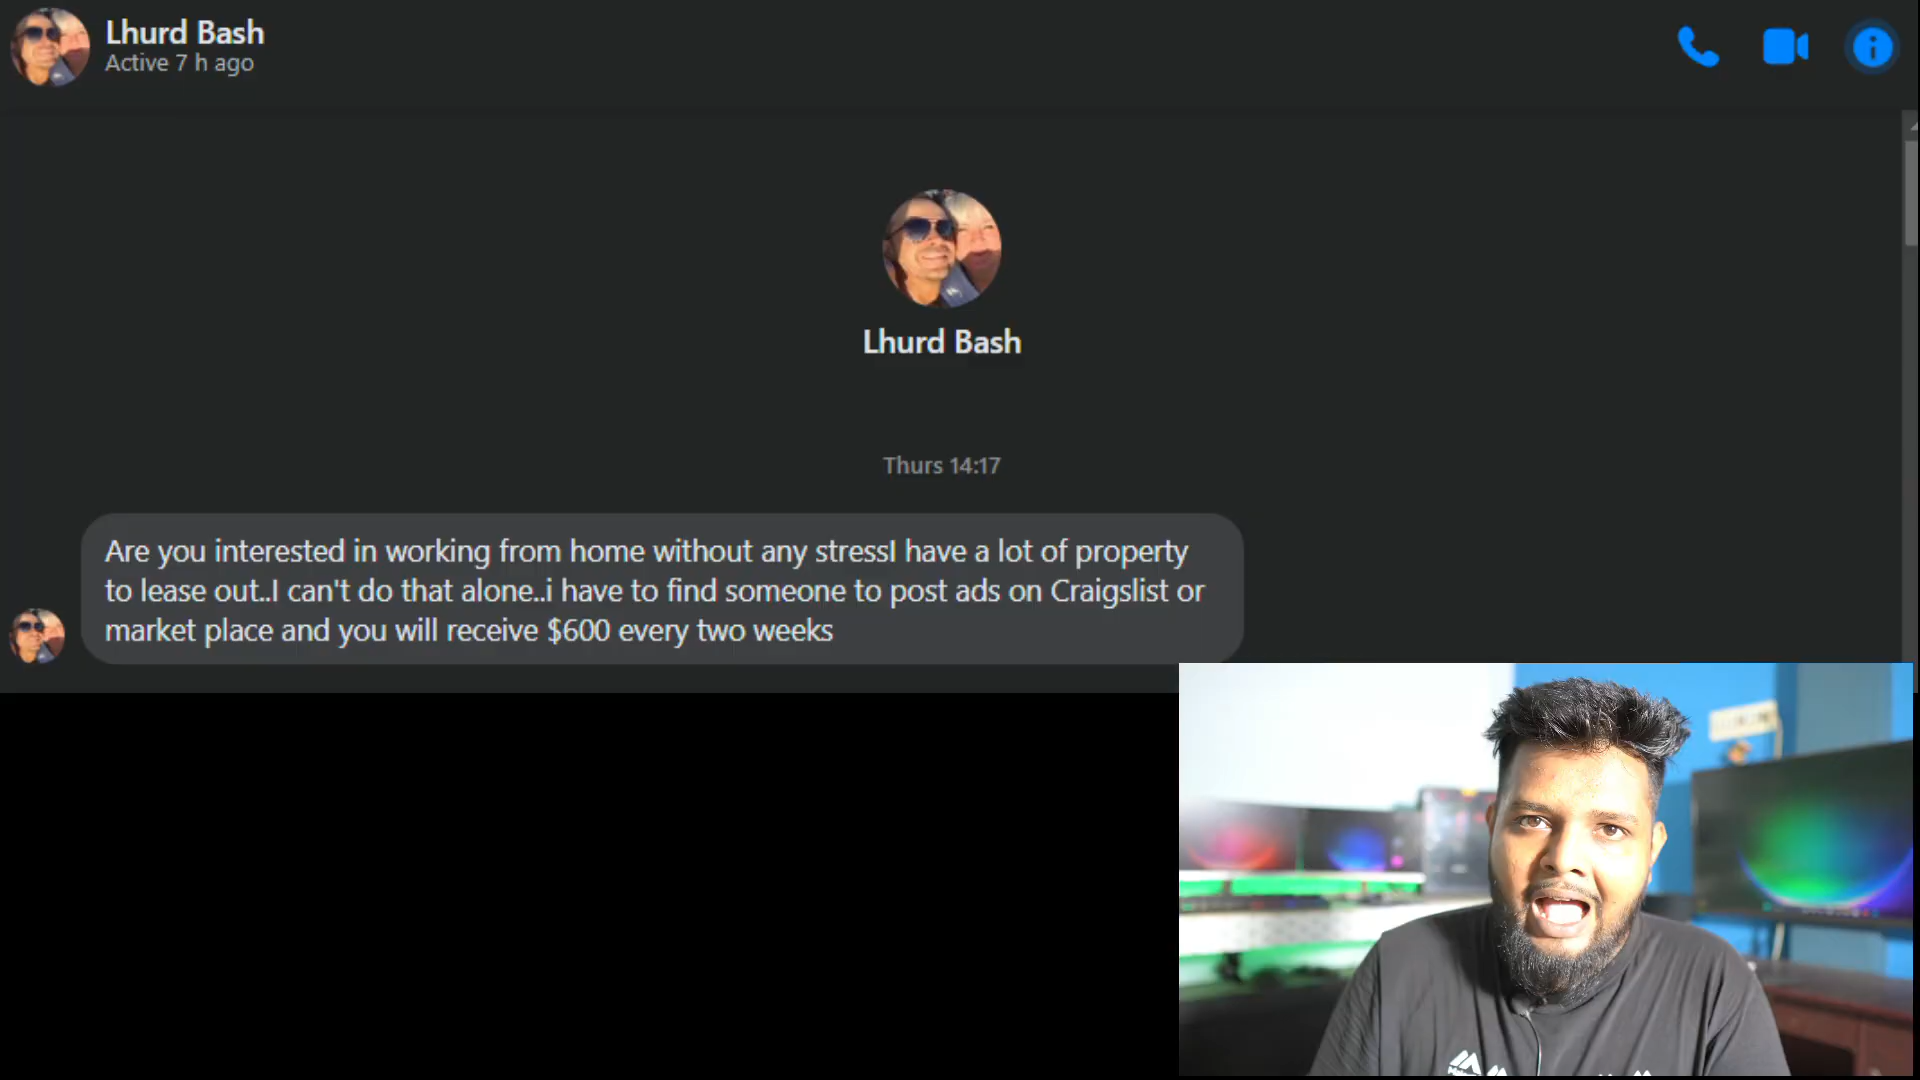 Lhurd Bash
Active 7 h ago
Lhurd Bash
Thurs 14:17
Are you interested in working from home without any stressI have a lot of property
to lease out..I can't do that alone..i have to find someone to post ads on Craigslist or
market place and you will receive $600 every two weeks